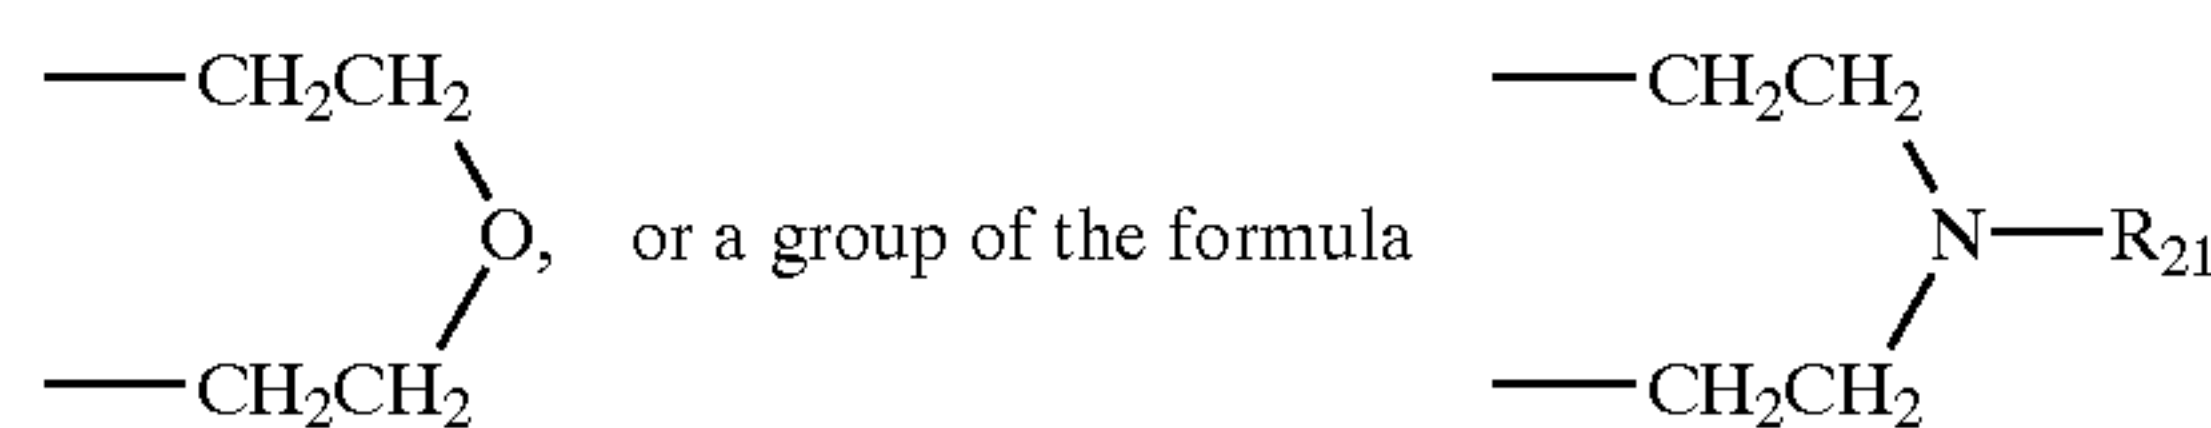 —CH₂CH₂ —CH₂CH₂
O, or a group of the formula N—R₂₁
—CH₂CH₂ —CH₂CH₂